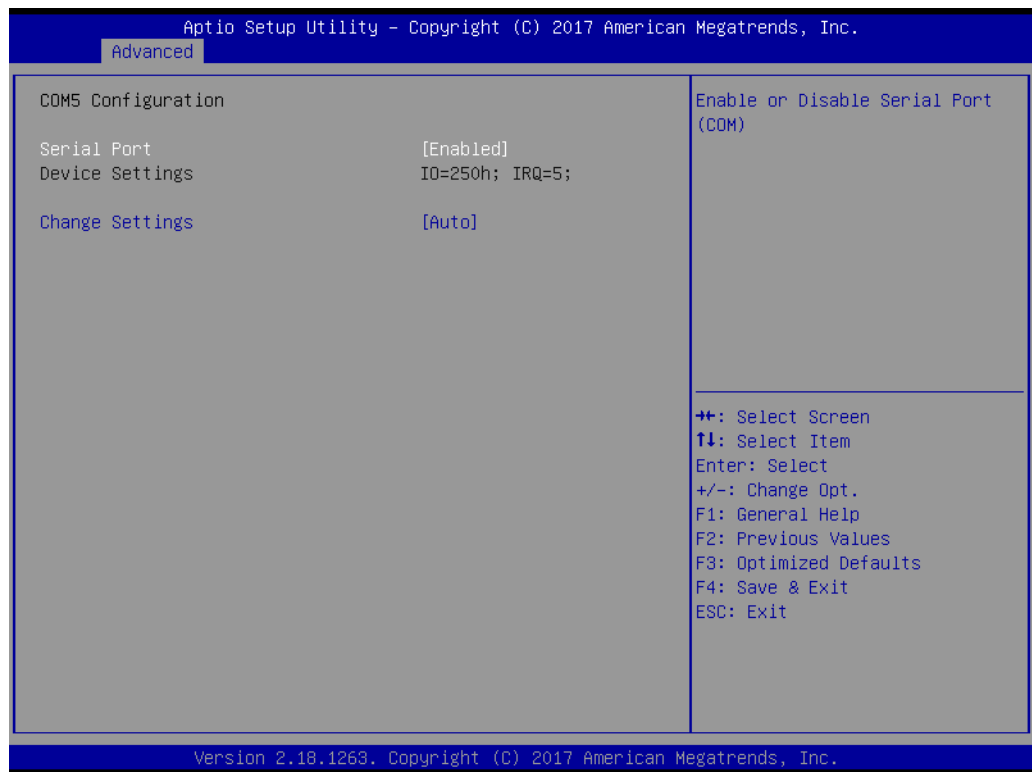 Aptio Setup Utility – Copyright (C) 2017 American Megatrends, Inc.
Advanced
COM5 Configuration
Serial Port [Enabled]
Device Settings IO=250h; IRQ=5;
Change Settings [Auto]
Enable or Disable Serial Port
(COM)
→←: Select Screen
↑↓: Select Item
Enter: Select
+/-: Change Opt.
F1: General Help
F2: Previous Values
F3: Optimized Defaults
F4: Save & Exit
ESC: Exit
Version 2.18.1263. Copyright (C) 2017 American Megatrends, Inc.